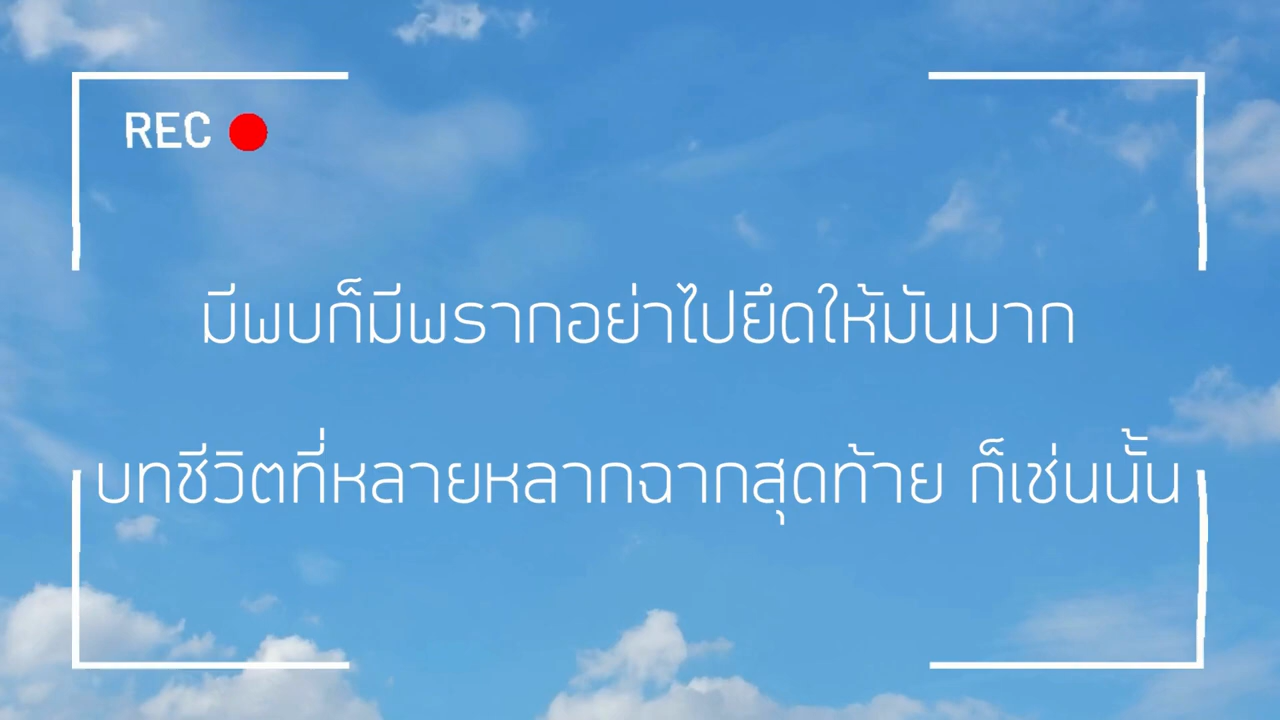 REC
มีพบก็มีพรากอย่าไปยึดให้มันมาก
บทชีวิตที่หลายหลากฉากสุดท้าย ก็เช่นนั้น